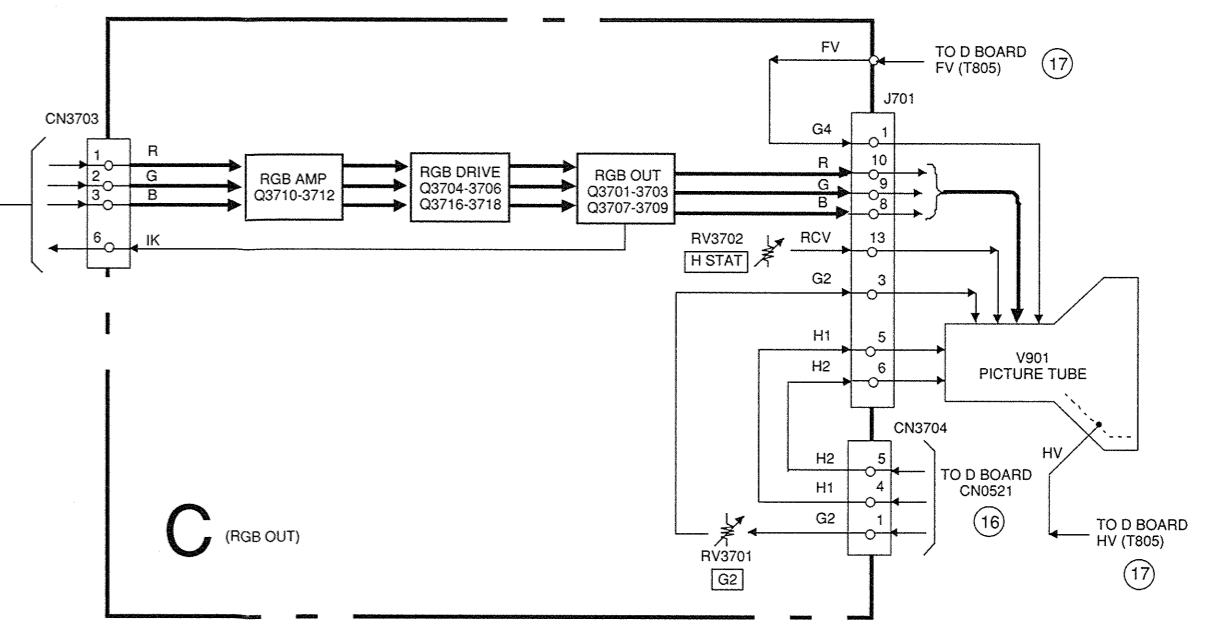 FV
TO D BOARD
FV (T805)
17
J701
CN3703
G4
1
1
R
RGB AMP
Q3710-3712
RGB DRIVE
Q3704-3706
Q3716-3718
RGB OUT
Q3701-3703
Q3707-3709
R
10
2
G
G
9
3
B
B
8
6
IK
RV3702
H STAT
RCV
13
G2
3
H1
5
H2
6
V901
PICTURE TUBE
CN3704
HV
H2
5
TO D BOARD
CN0521
16
H1
4
G2
1
C
(RGB OUT)
RV3701
G2
TO D BOARD
HV (T805)
17